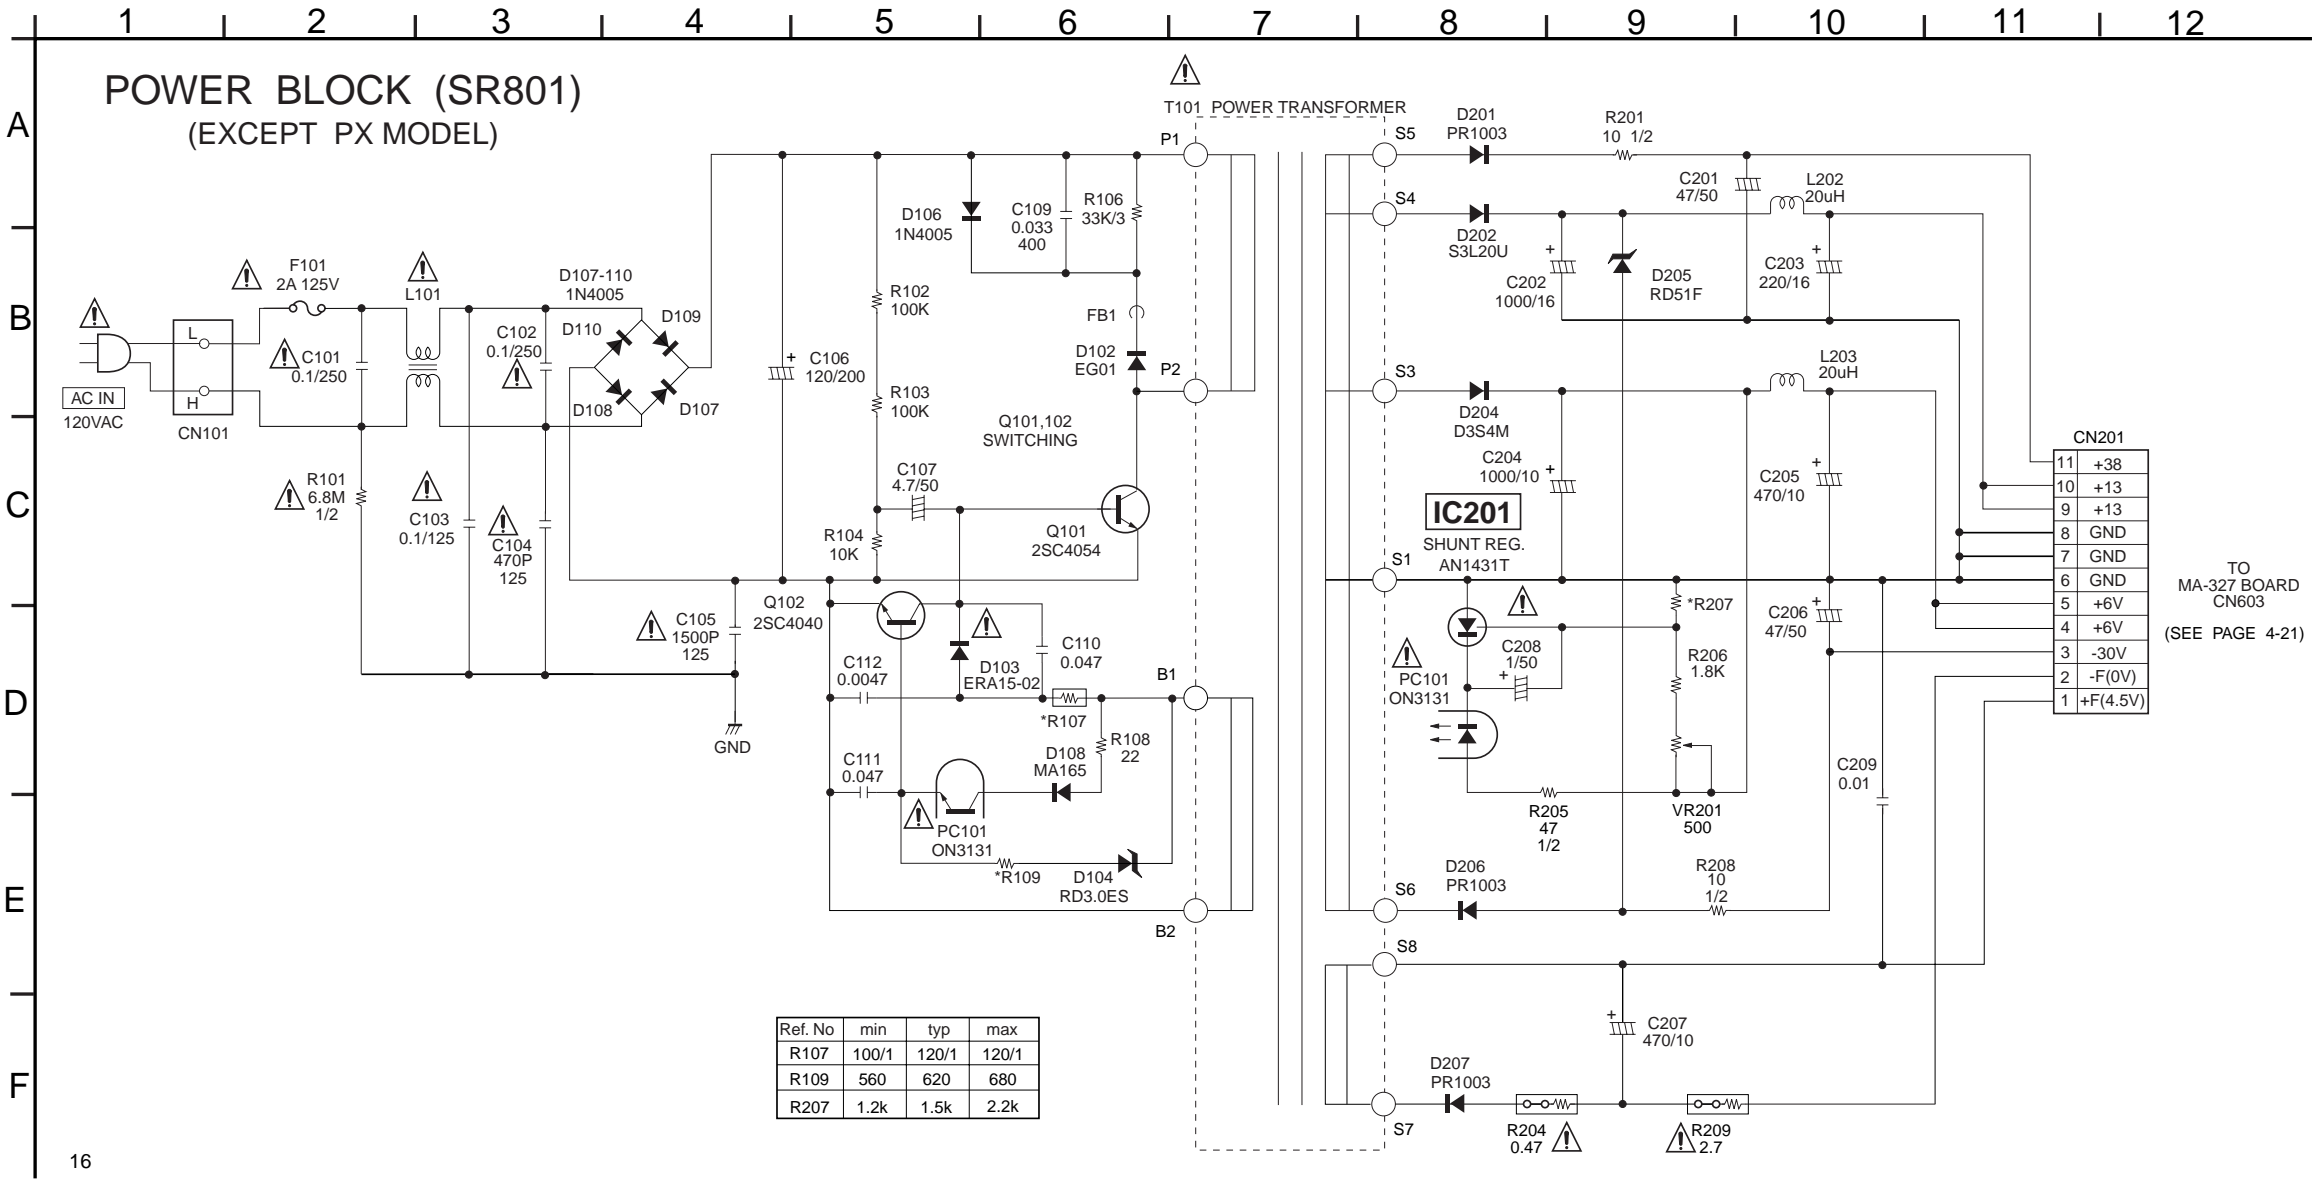 1 2 3 4 5 6 7 8 9 10 11 12
A
B
C
D
E
F
POWER BLOCK (SR801)
(EXCEPT PX MODEL)
AC IN
120VAC
L
H
CN101
F101
2A 125V
C101
0.1/250
R101
6.8M
1/2
L101
C103
0.1/125
C102
0.1/250
C104
470P
125
D107-110
1N4005
D110
D109
D108
D107
C105
1500P
125
GND
C106
120/200
Q102
2SC4040
R102
100K
R103
100K
R104
10K
C107
4.7/50
D106
1N4005
C109
0.033
400
R106
33K/3
FB1
D102
EG01
Q101,102
SWITCHING
Q101
2SC4054
C112
0.0047
C111
0.047
D103
ERA15-02
C110
0.047
*R107
R108
22
D108
MA165
PC101
ON3131
*R109
D104
RD3.0ES
T101 POWER TRANSFORMER
P1
P2
B1
B2
S5
S4
S3
S1
S6
S8
S7
D201
PR1003
R201
10 1/2
C201
47/50
L202
20uH
D202
S3L20U
C202
1000/16
+
D205
RD51F
C203
220/16
+
L203
20uH
D204
D3S4M
C204
1000/10
+
C205
470/10
+
IC201
SHUNT REG.
AN1431T
*R207
C206
47/50
+
PC101
ON3131
C208
1/50
+
R206
1.8K
R205
47
1/2
VR201
500
C209
0.01
D206
PR1003
R208
10
1/2
C207
470/10
+
D207
PR1003
R204
0.47
R209
2.7
CN201
11 +38
10 +13
9 +13
8 GND
7 GND
6 GND
5 +6V
4 +6V
3 -30V
2 -F(0V)
1 +F(4.5V)
TO
MA-327 BOARD
CN603
(SEE PAGE 4-21)
Ref. No min typ max
R107 100/1 120/1 120/1
R109 560 620 680
R207 1.2k 1.5k 2.2k
16